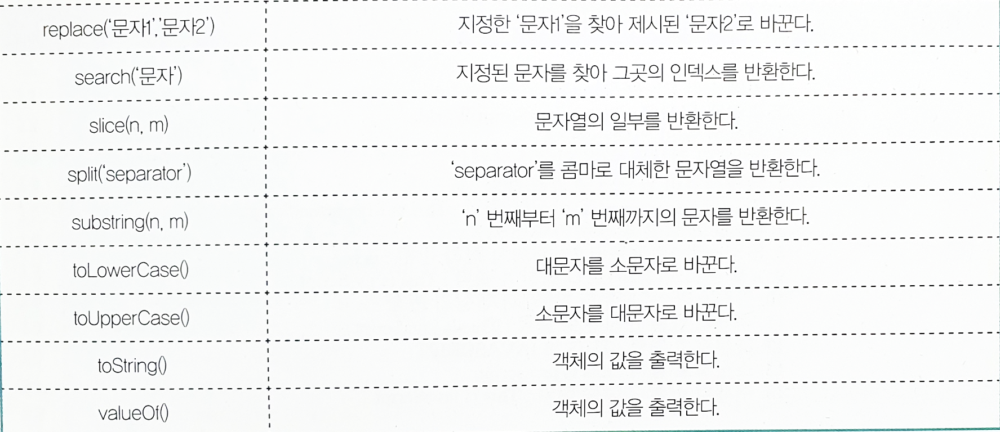 replace(‘문자1’,’문자2’) 지정한 ‘문자1’을 찾아 제시된 ‘문자2’로 바꾼다.
search(‘문자’) 지정된 문자를 찾아 그곳의 인덱스를 반환한다.
slice(n, m) 문자열의 일부를 반환한다.
split(‘separator’) ‘separator’를 콤마로 대체한 문자열을 반환한다.
substring(n, m) ‘n’ 번째부터 ‘m’ 번째까지의 문자를 반환한다.
toLowerCase() 대문자를 소문자로 바꾼다.
toUpperCase() 소문자를 대문자로 바꾼다.
toString() 객체의 값을 출력한다.
valueOf() 객체의 값을 출력한다.